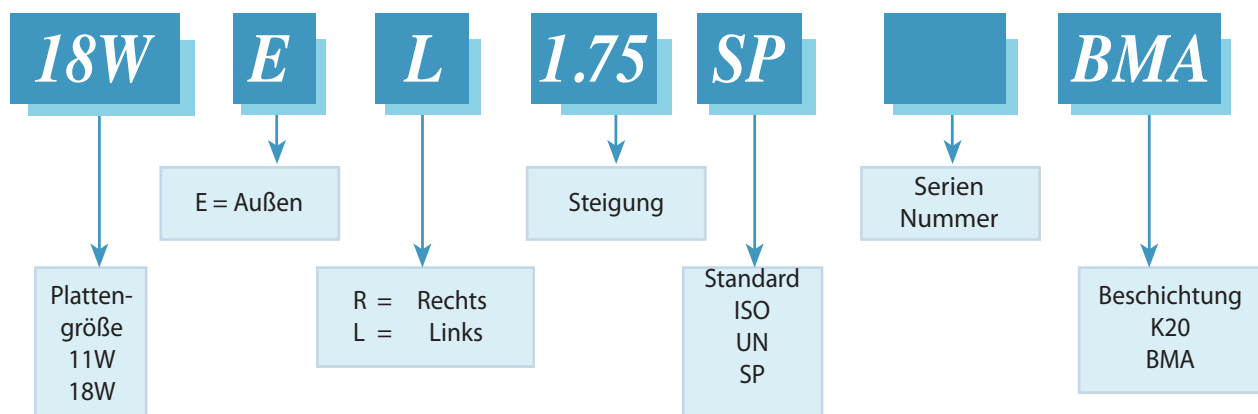 18W E L 1.75 SP BMA
E = Außen
Steigung
Serien
Nummer
Platten-
größe
11W
18W
R = Rechts
L = Links
Standard
ISO
UN
SP
Beschichtung
K20
BMA